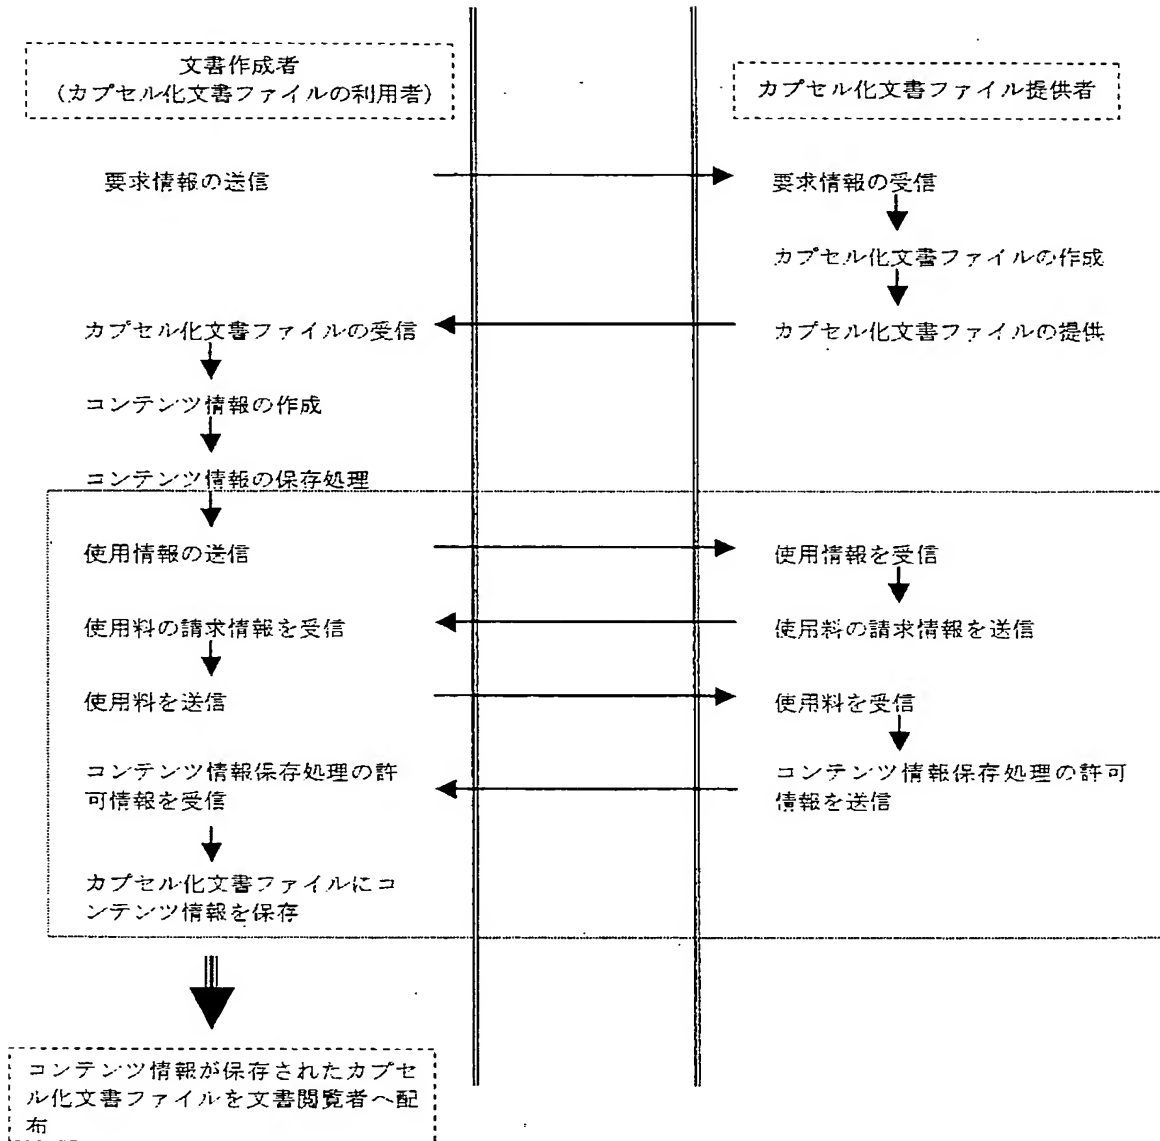 文書作成者
(カプセル化文書ファイルの利用者)
カプセル化文書ファイル提供者
要求情報の送信
要求情報の受信
カプセル化文書ファイルの作成
カプセル化文書ファイルの受信
カプセル化文書ファイルの提供
コンテンツ情報の作成
コンテンツ情報の保存処理
使用情報の送信
使用情報を受信
使用料の請求情報を受信
使用料の請求情報を送信
使用料を送信
使用料を受信
コンテンツ情報保存処理の許
可情報を受信
コンテンツ情報保存処理の許可
情報を送信
カプセル化文書ファイルにコ
ンテンツ情報を保存
コンテンツ情報が保存されたカプセ
ル化文書ファイルを文書閲覧者へ配
布